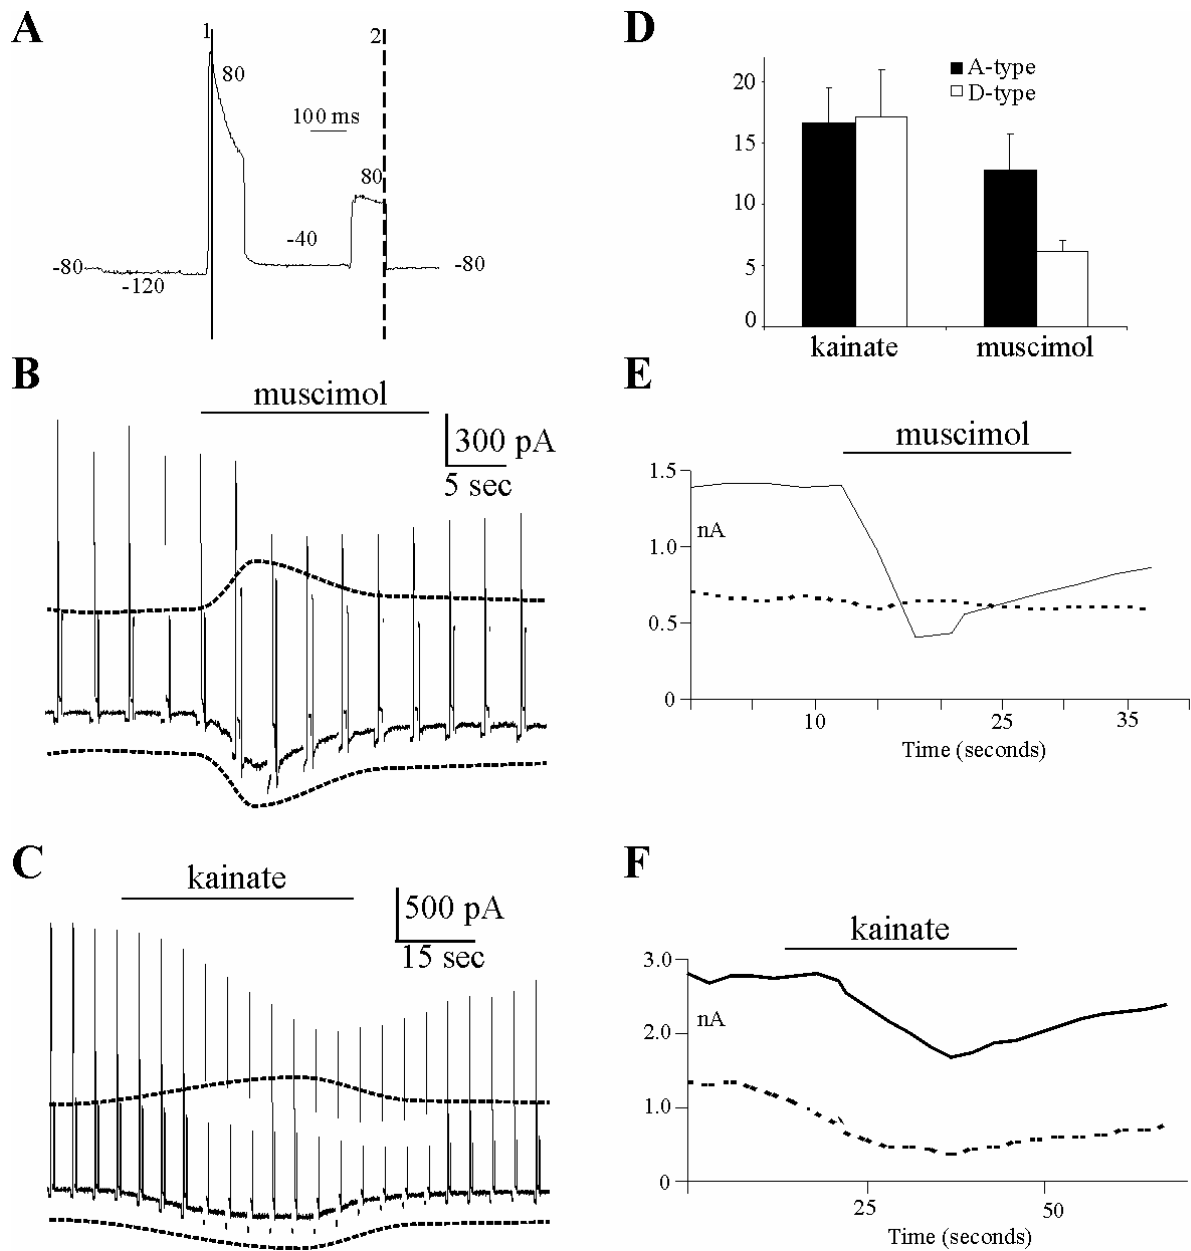 A
1
2
80
100 ms
80
-40
-80
-120
-80
B
muscimol
300 pA
5 sec
C
kainate
500 pA
15 sec
D
A-type
D-type
20
15
10
5
0
kainate
muscimol
E
muscimol
1.5
nA
1.0
0.5
0
10
25
35
Time (seconds)
F
kainate
3.0
nA
2.0
1.0
0
25
50
Time (seconds)